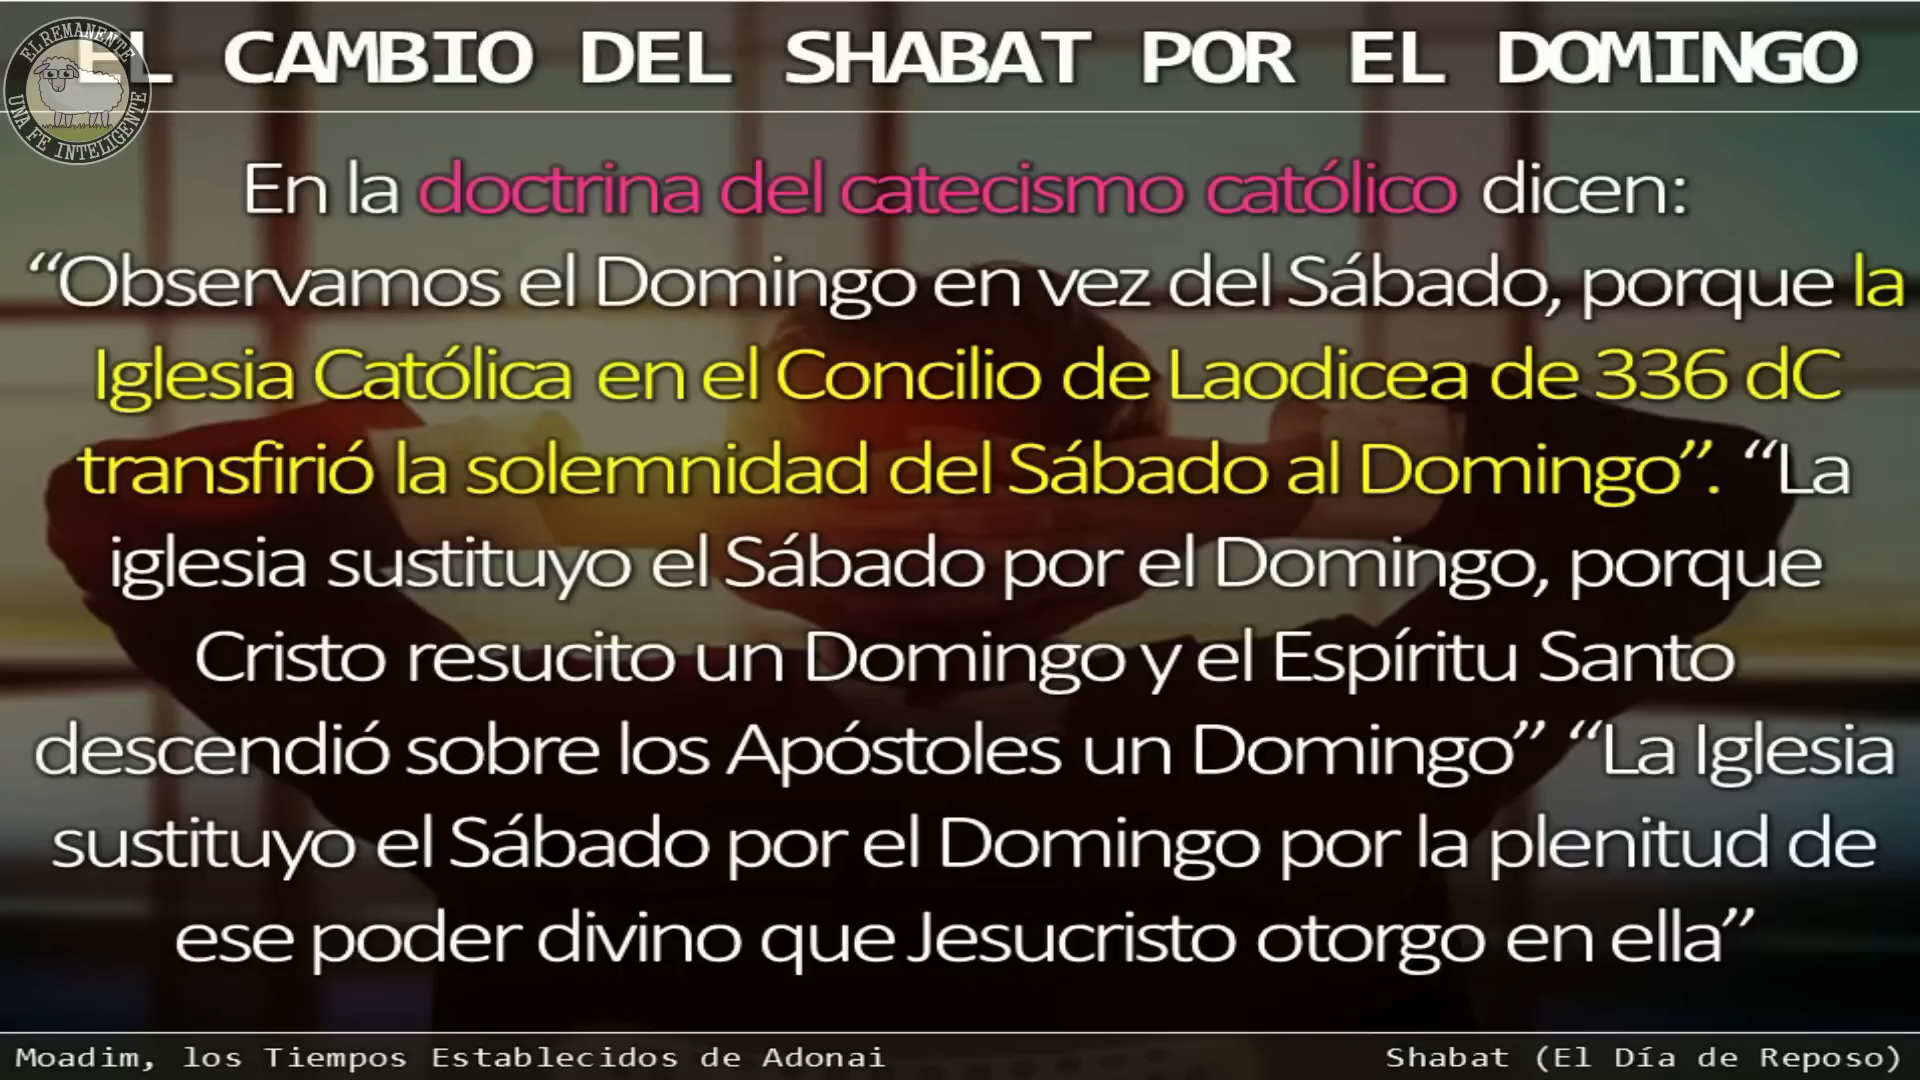 EL CAMBIO DEL SHABAT POR EL DOMINGO
ELREMANENTE
UNA FE INTELIGENTE
En la doctrina del catecismo católico dicen:
“Observamos el Domingo en vez del Sábado, porque la
Iglesia Católica en el Concilio de Laodicea de 336 dC
transfirió la solemnidad del Sábado al Domingo”. “La
iglesia sustituyo el Sábado por el Domingo, porque
Cristo resucito un Domingo y el Espíritu Santo
descendió sobre los Apóstoles un Domingo” “La Iglesia
sustituyo el Sábado por el Domingo por la plenitud de
ese poder divino que Jesucristo otorgo en ella”
Moadim, los Tiempos Establecidos de Adonai
Shabat (El Día de Reposo)